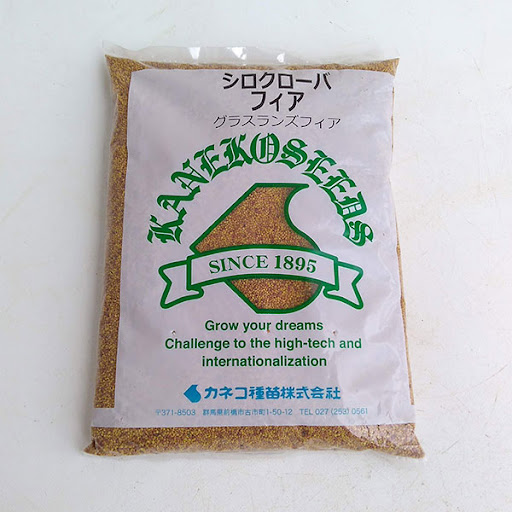 シロクローバ
フィア
グラスランズフィア
KANEKOSEEDS
SINCE 1895
Grow your dreams
Challenge to the high-tech and
internationalization
カネコ種苗株式会社
〒371-8503 群馬県前橋市古市町1-50-12 TEL 027 (253) 0561